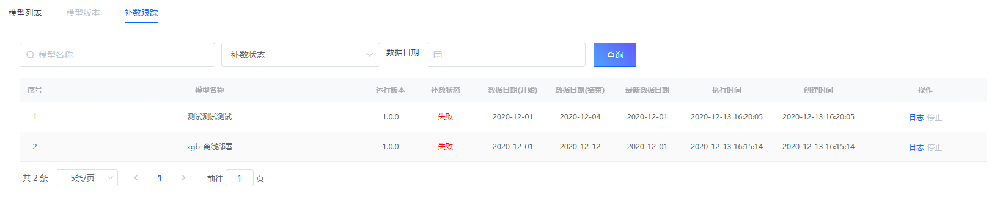 模型列表 模型版本 补数跟踪
模型名称 补数状态 数据日期 - 查询
序号 模型名称 运行版本 补数状态 数据日期(开始) 数据日期(结束) 最新数据日期 执行时间 创建时间 操作
1 测试测试测试 1.0.0 失败 2020-12-01 2020-12-04 2020-12-01 2020-12-13 16:20:05 2020-12-13 16:20:05 日志 停止
2 xgb_离线部署 1.0.0 失败 2020-12-01 2020-12-12 2020-12-01 2020-12-13 16:15:14 2020-12-13 16:15:14 日志 停止
共 2 条 5条/页 1 前往 1 页